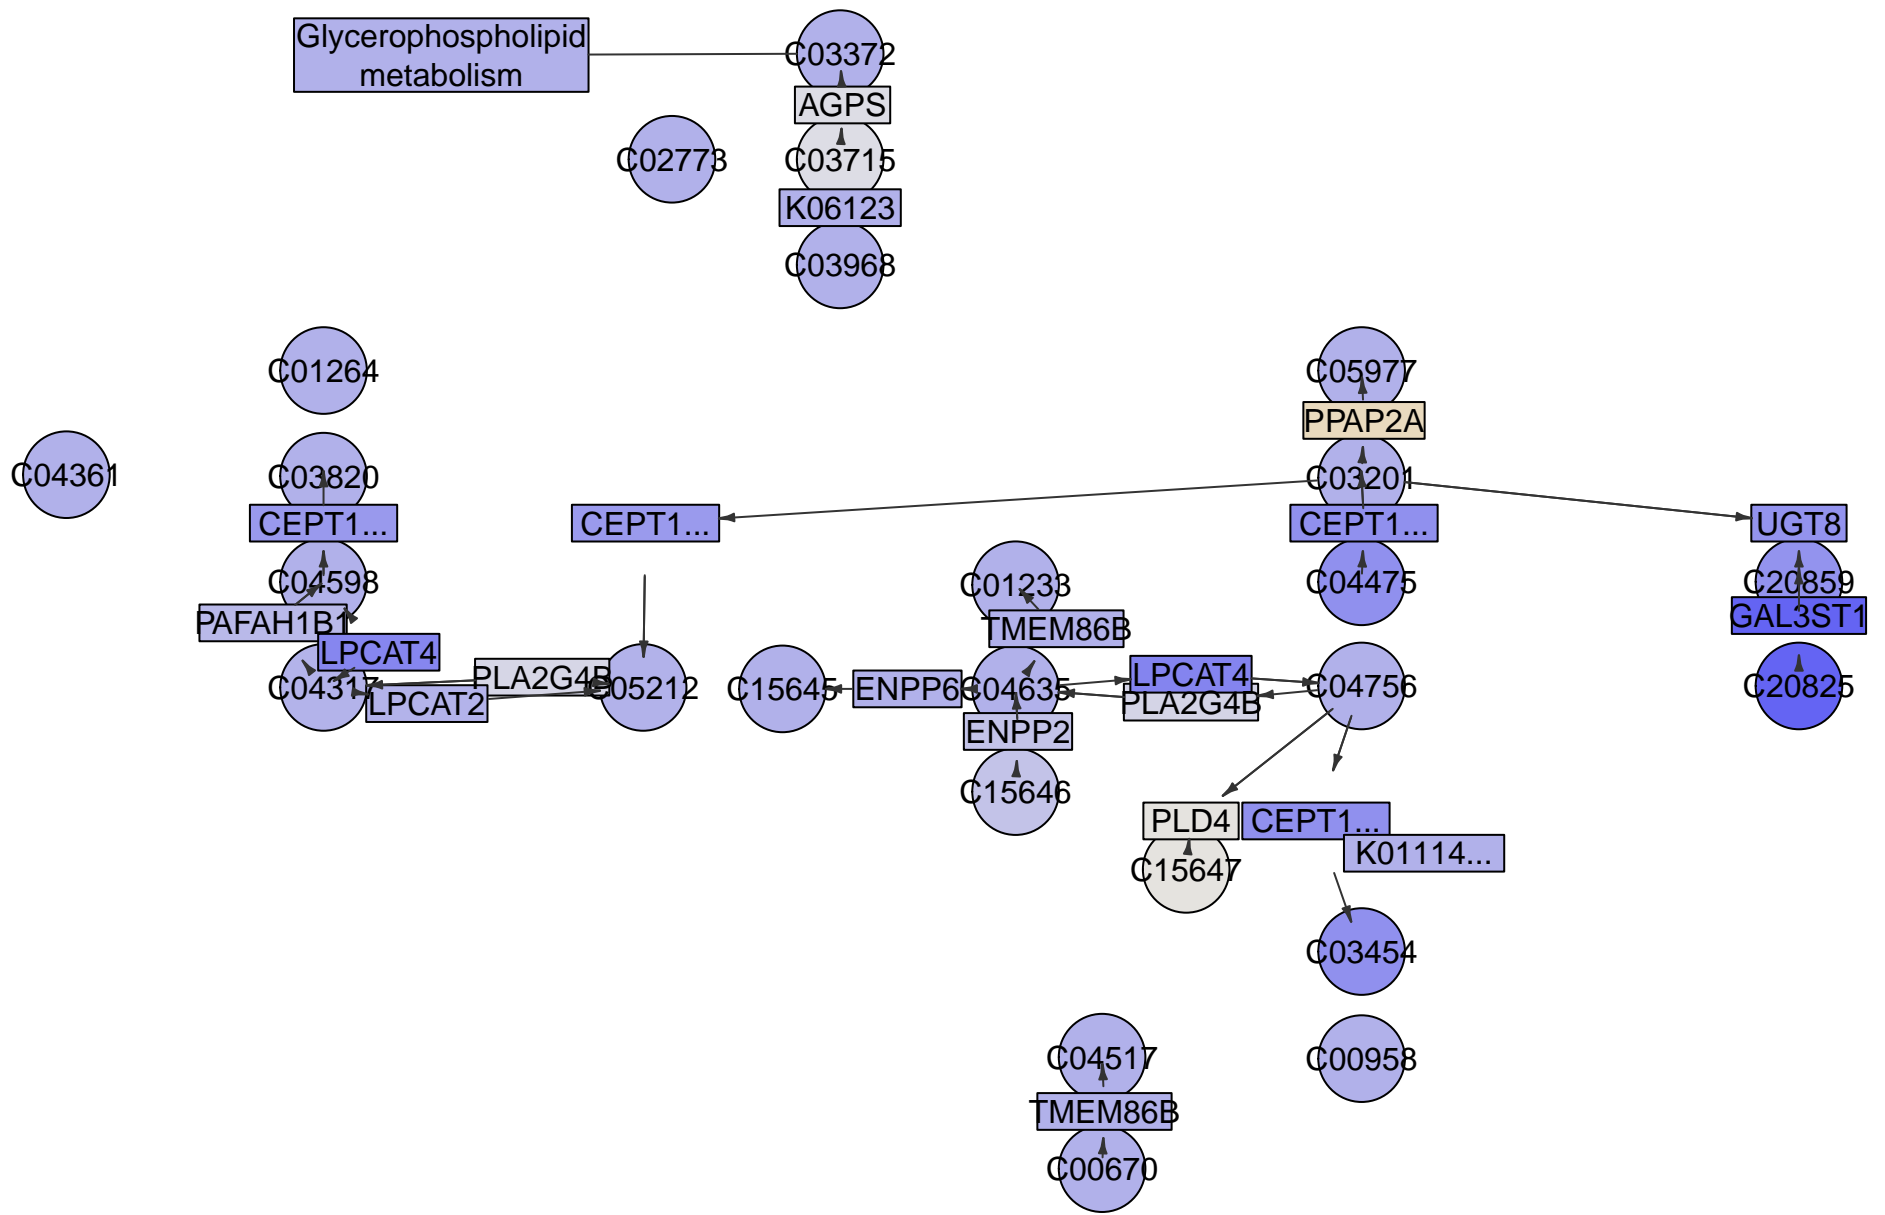 Glycerophospholipid
metabolism
C03372
AGPS
C02773
C03715
K06123
C03968
C01264
C05977
PPAP2A
C04361
C03820
C03201
CEPT1...
CEPT1...
CEPT1...
UGT8
C04598
C01233
C04475
C20859
PAFAH1B1
TMEM86B
GAL3ST1
LPCAT4
C04317
PLA2G4B
LPCAT2
C05212
C15645
ENPP6
C04635
LPCAT4
PLA2G4B
C04756
C20825
ENPP2
C15646
PLD4
CEPT1...
K01114...
C15647
C03454
C04517
C00958
TMEM86B
C00670